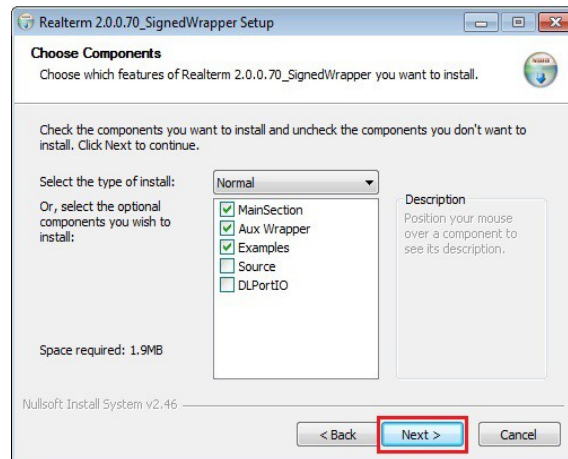 Realterm 2.0.0.70_SignedWrapper Setup
Choose Components
Choose which features of Realterm 2.0.0.70_SignedWrapper you want to install.
Check the components you want to install and uncheck the components you don't want to
install. Click Next to continue.
Select the type of install:
Normal
Or, select the optional
components you wish to
install:
MainSection
Aux Wrapper
Examples
Source
DLPortIO
Description
Position your mouse
over a component to
see its description.
Space required: 1.9MB
Nullsoft Install System v2.46
< Back
Next >
Cancel